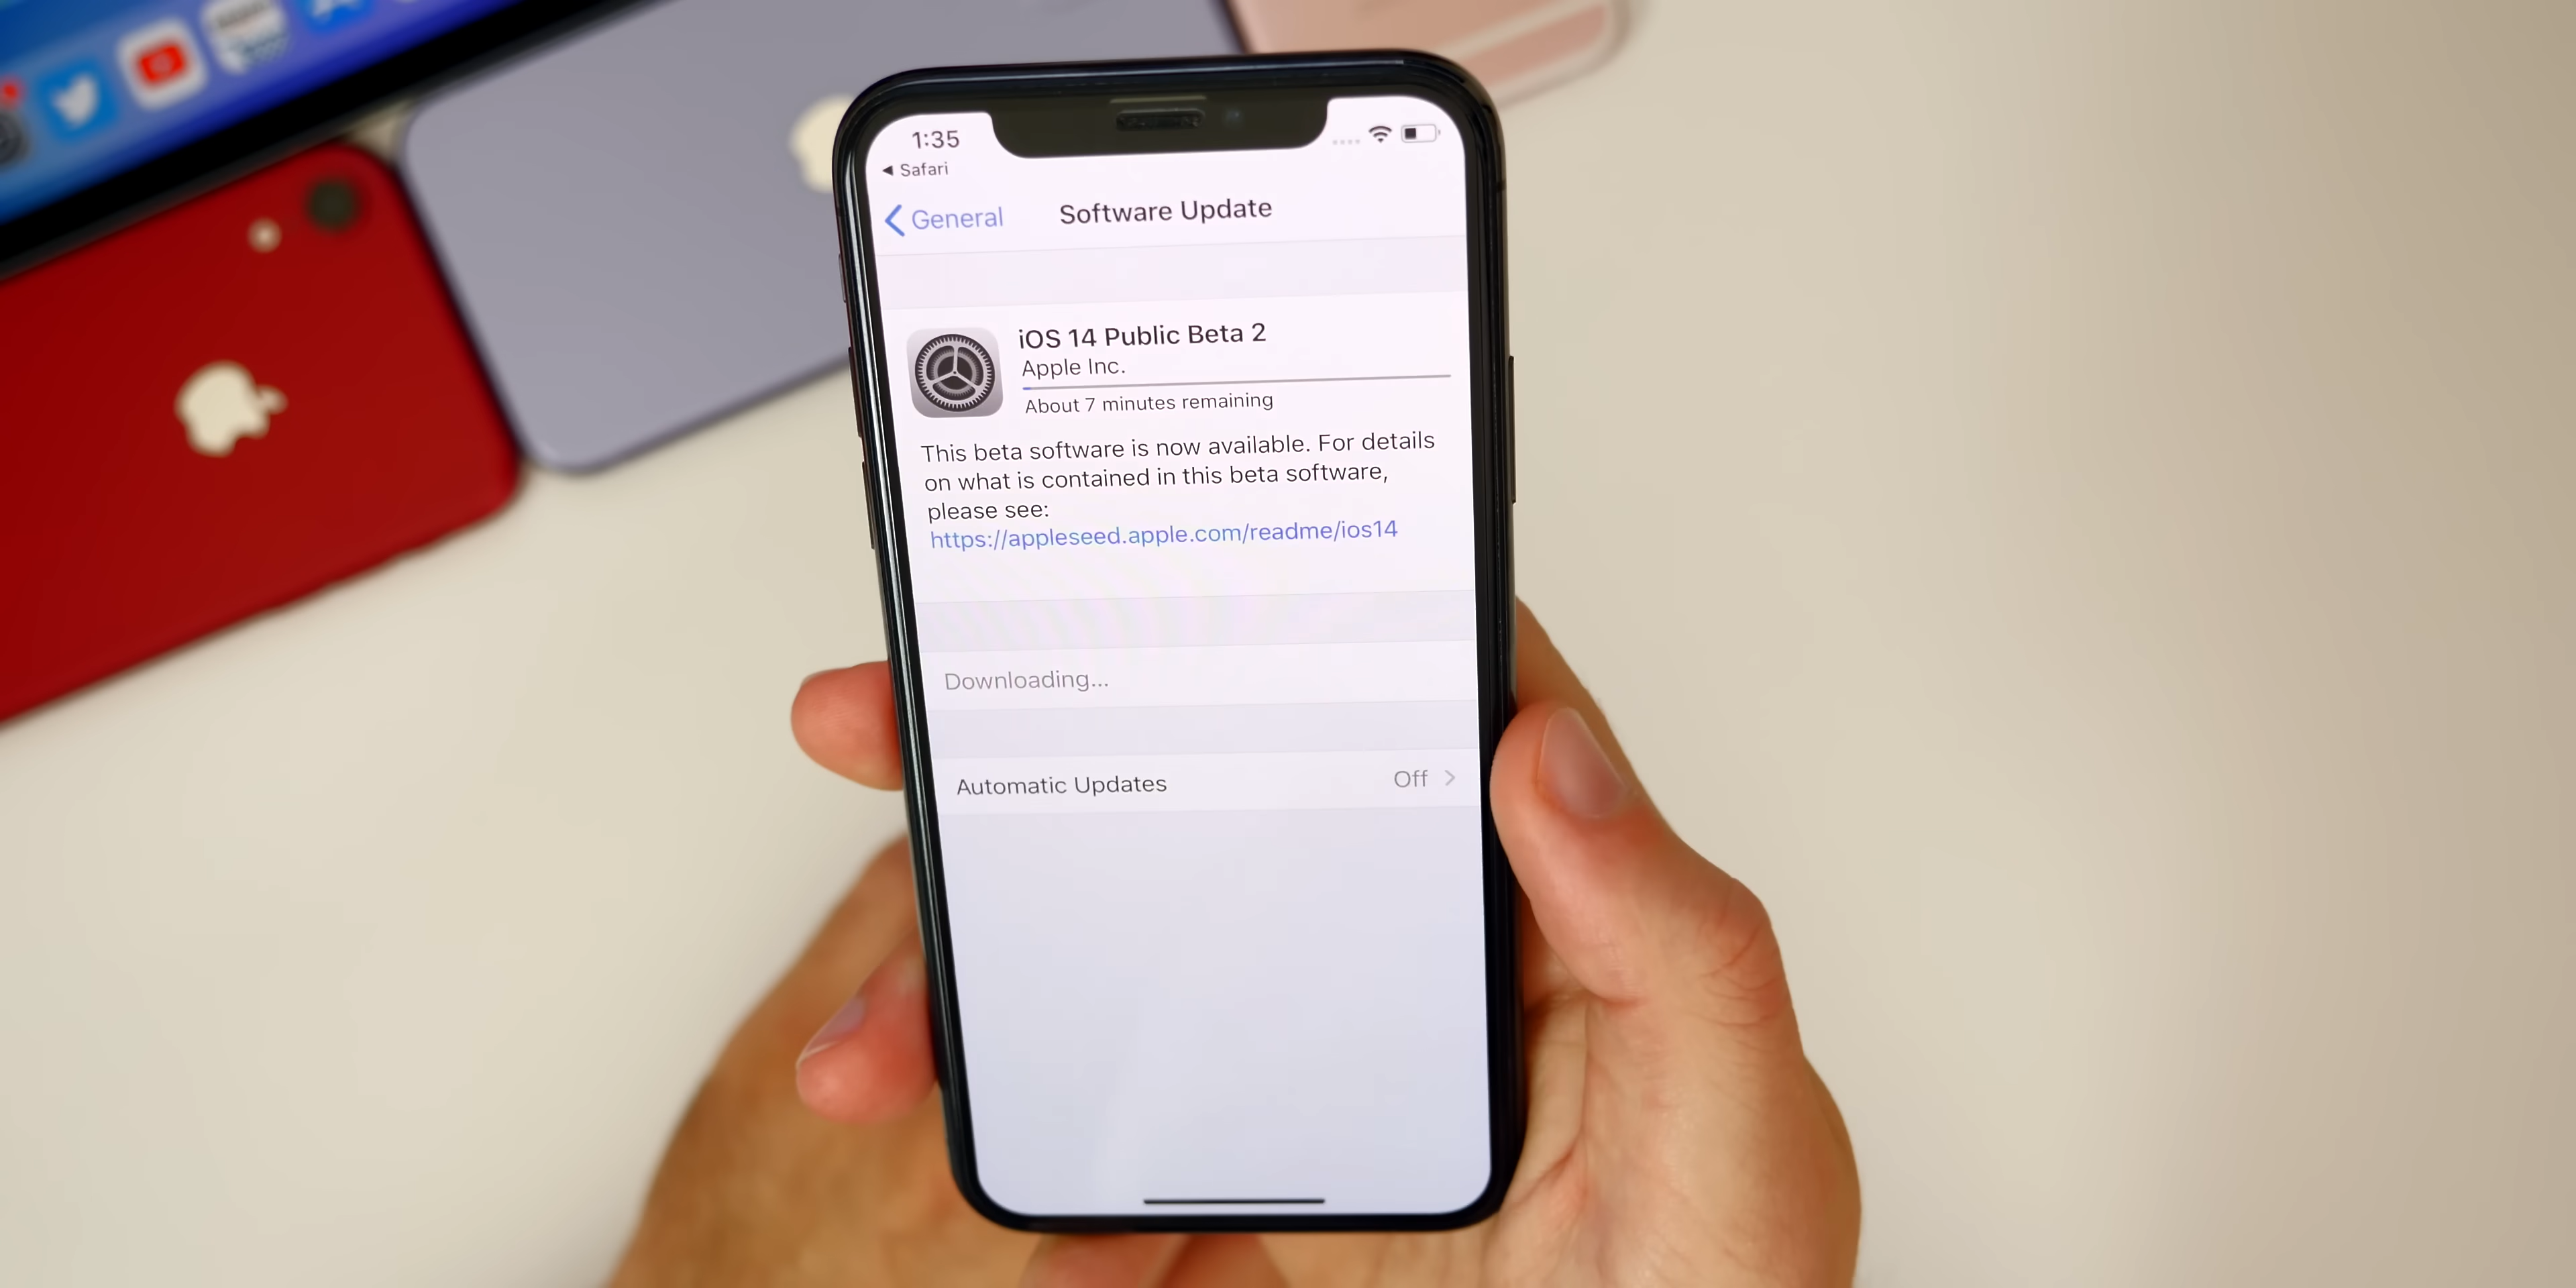 1:35
◀ Safari
General
Software Update
iOS 14 Public Beta 2
Apple Inc.
About 7 minutes remaining
This beta software is now available. For details
on what is contained in this beta software,
please see:
https://appleseed.apple.com/readme/ios14
Downloading...
Automatic Updates Off